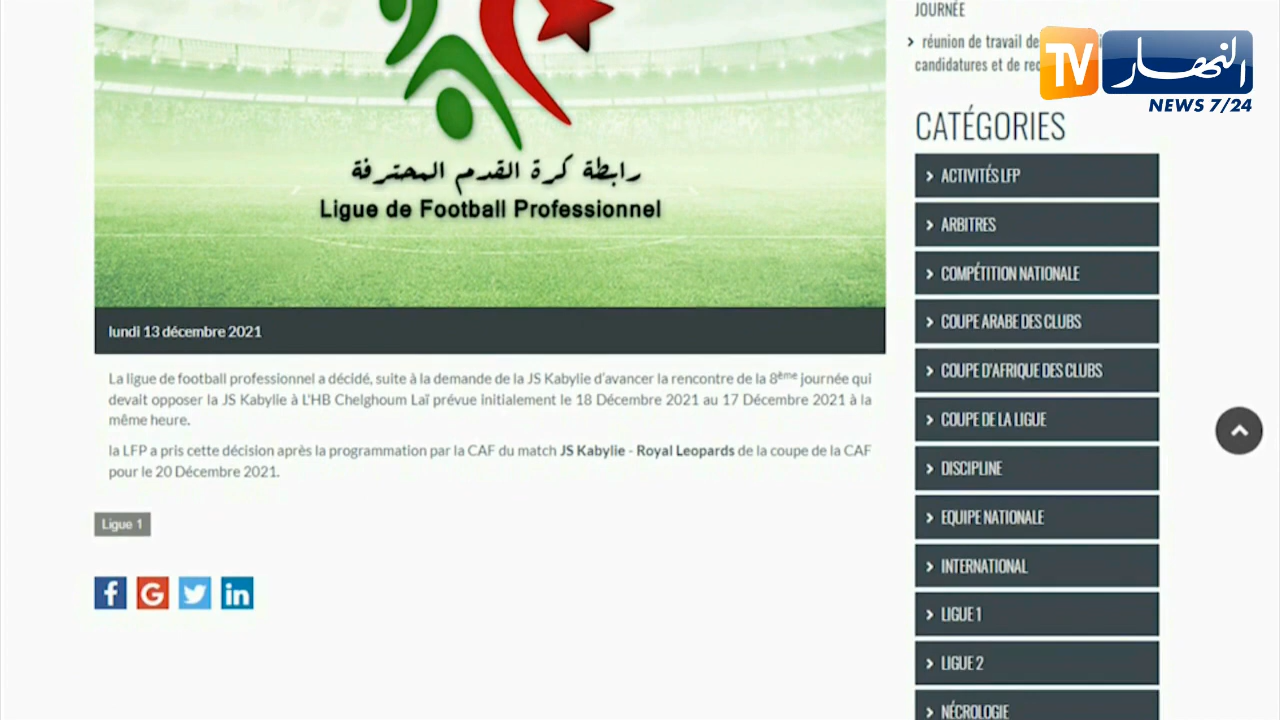 JOURNÉE
réunion de travail de
candidatures et de rec
TV
النهار
NEWS 7/24
CATÉGORIES
رابطة كرة القدم المحترفة
Ligue de Football Professionnel
lundi 13 décembre 2021
La ligue de football professionnel a décidé, suite à la demande de la JS Kabylie d'avancer la rencontre de la 8ème journée qui
devait opposer la JS Kabylie à L'HB Chelghoum Laï prévue initialement le 18 Décembre 2021 au 17 Décembre 2021 à la
même heure.
la LFP a pris cette décision après la programmation par la CAF du match JS Kabylie - Royal Leopards de la coupe de la CAF
pour le 20 Décembre 2021.
Ligue 1
ACTIVITÉS LFP
ARBITRES
COMPÉTITION NATIONALE
COUPE ARABE DES CLUBS
COUPE D'AFRIQUE DES CLUBS
COUPE DE LA LIGUE
DISCIPLINE
EQUIPE NATIONALE
INTERNATIONAL
LIGUE 1
LIGUE 2
NÉCROLOGIE